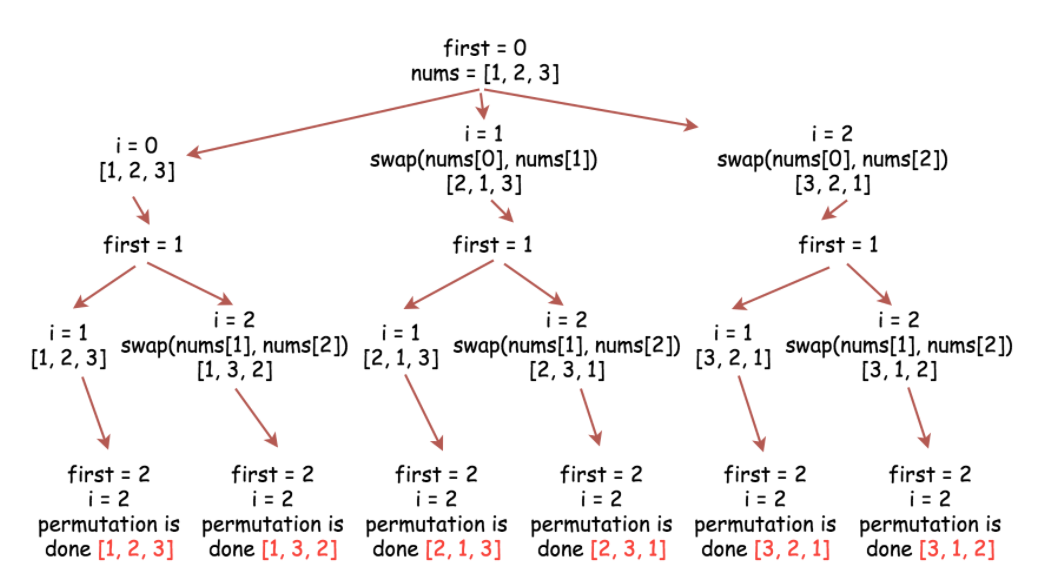 first = 0
nums = [1, 2, 3]
i = 0
[1, 2, 3]
i = 1
swap(nums[0], nums[1])
[2, 1, 3]
i = 2
swap(nums[0], nums[2])
[3, 2, 1]
first = 1
first = 1
first = 1
i = 1
[1, 2, 3]
i = 2
swap(nums[1], nums[2])
[1, 3, 2]
i = 1
[2, 1, 3]
i = 2
swap(nums[1], nums[2])
[2, 3, 1]
i = 1
[3, 2, 1]
i = 2
swap(nums[1], nums[2])
[3, 1, 2]
first = 2
i = 2
permutation is
done [1, 2, 3]
first = 2
i = 2
permutation is
done [1, 3, 2]
first = 2
i = 2
permutation is
done [2, 1, 3]
first = 2
i = 2
permutation is
done [2, 3, 1]
first = 2
i = 2
permutation is
done [3, 2, 1]
first = 2
i = 2
permutation is
done [3, 1, 2]